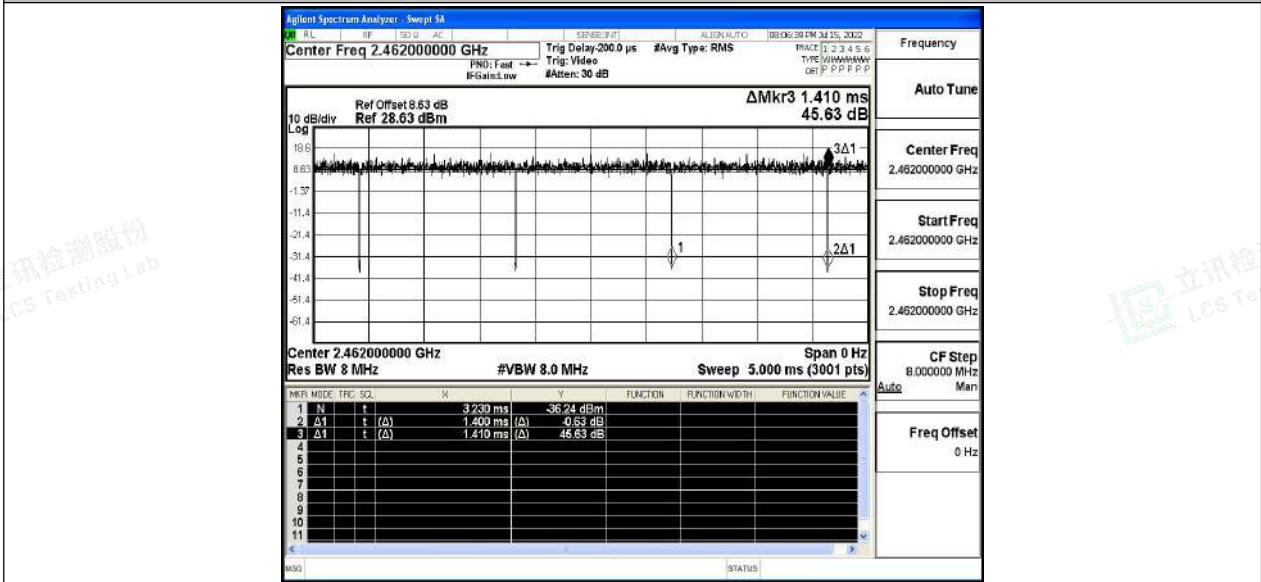 Agilent Spectrum Analyzer - Swept SA
RL RF 50 Ω AC SENSE:INT ALIGN AUTO 08:06:39 PM Jul 15, 2022
Center Freq 2.462000000 GHz
PNO: Fast
IFGain:Low
Trig Delay-200.0 µs
Trig: Video
#Atten: 30 dB
#Avg Type: RMS
TRACE 1 2 3 4 5 6
TYPE
DET P P P P P P
Frequency
Auto Tune
Center Freq
2.462000000 GHz
Start Freq
2.462000000 GHz
Stop Freq
2.462000000 GHz
CF Step
8.000000 MHz
Auto Man
Freq Offset
0 Hz
ΔMkr3 1.410 ms
45.63 dB
Ref Offset 8.63 dB
10 dB/div Ref 28.63 dBm
Log
18.6
8.63
-1.37
-11.4
-21.4
-31.4
-41.4
-51.4
-61.4
3Δ1
1
2Δ1
Center 2.462000000 GHz Span 0 Hz
Res BW 8 MHz #VBW 8.0 MHz Sweep 5.000 ms (3001 pts)
MKR MODE TRC SCL X Y FUNCTION FUNCTION WIDTH FUNCTION VALUE
1 N t 3.230 ms -36.24 dBm
2 Δ1 t (Δ) 1.400 ms (Δ) -0.63 dB
3 Δ1 t (Δ) 1.410 ms (Δ) 45.63 dB
4
5
6
7
8
9
10
11
MSG STATUS
立讯检测股份
LCS Testing Lab
立讯检
LCS Te